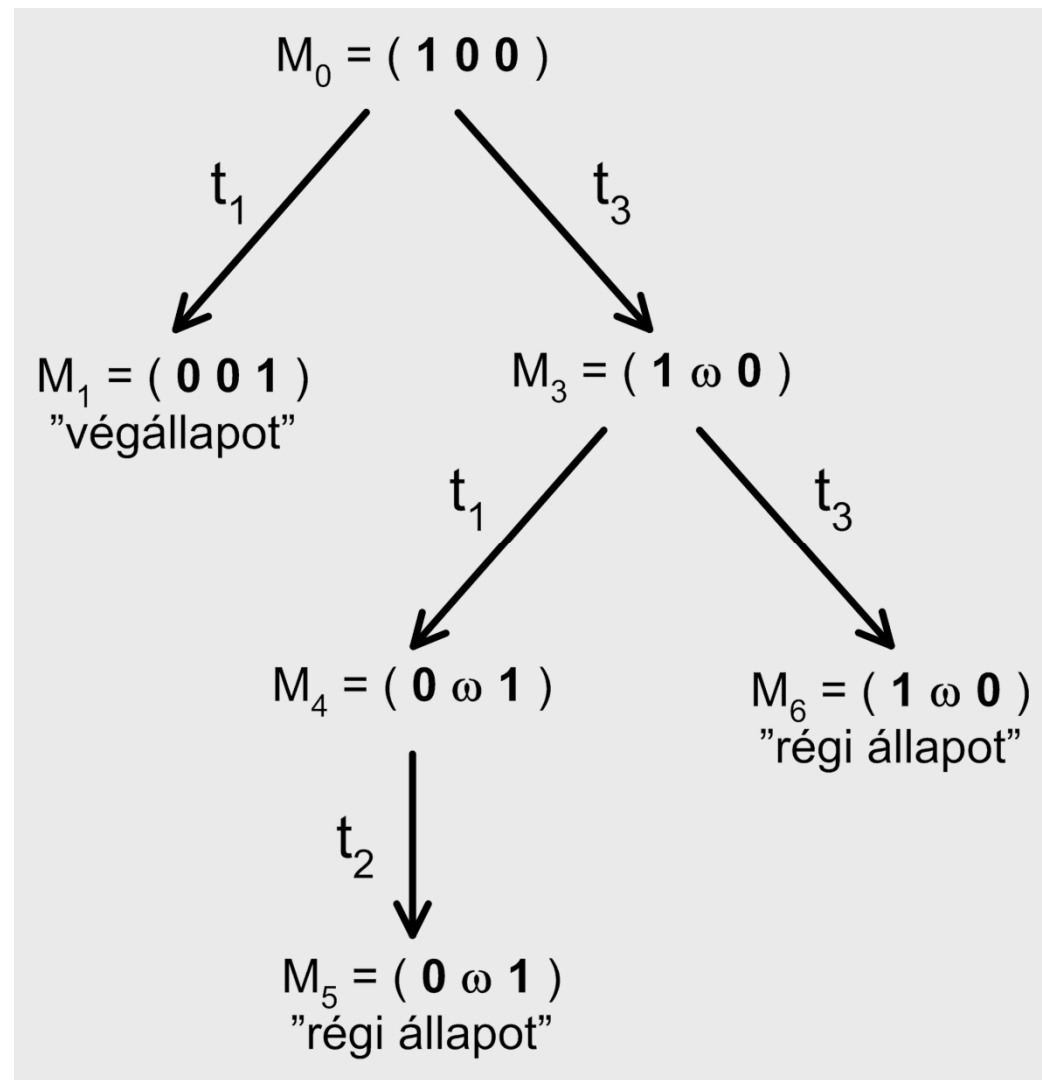 M₀ = ( 1 0 0 )
t₁
t₃
M₁ = ( 0 0 1 )
”végállapot”
M₃ = ( 1 ω 0 )
t₁
t₃
M₄ = ( 0 ω 1 )
M₆ = ( 1 ω 0 )
”régi állapot”
t₂
M₅ = ( 0 ω 1 )
”régi állapot”